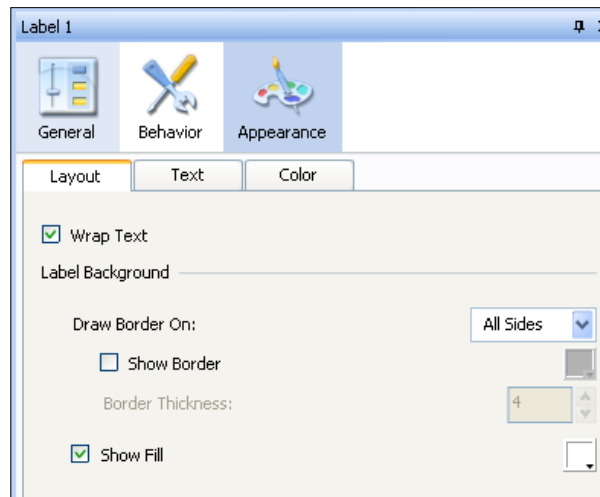 Label 1
General Behavior Appearance
Layout Text Color
Wrap Text
Label Background
Draw Border On: All Sides
Show Border
Border Thickness: 4
Show Fill